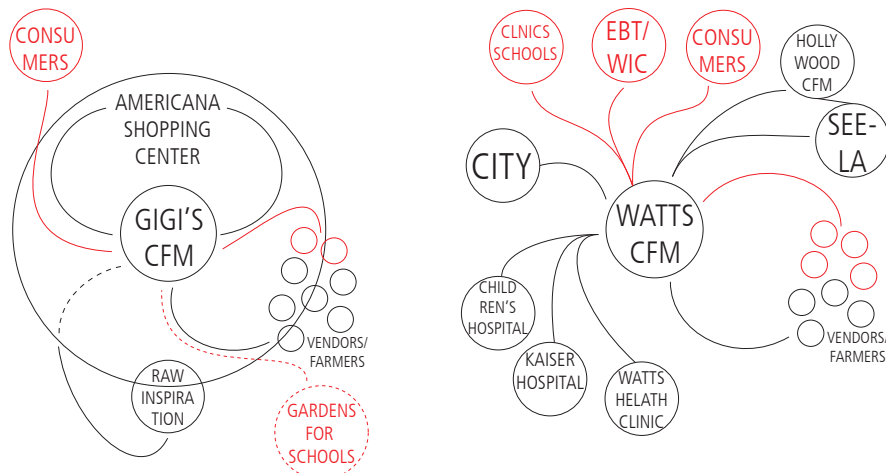 CONSU
MERS
AMERICANA
SHOPPING
CENTER
GIGI'S
CFM
VENDORS/
FARMERS
RAW
INSPIRA
TION
GARDENS
FOR
SCHOOLS
CLNICS
SCHOOLS
EBT/
WIC
CONSU
MERS
HOLLY
WOOD
CFM
SEE-
LA
CITY
WATTS
CFM
CHILD
REN'S
HOSPITAL
KAISER
HOSPITAL
WATTS
HELATH
CLINIC
VENDORS/
FARMERS